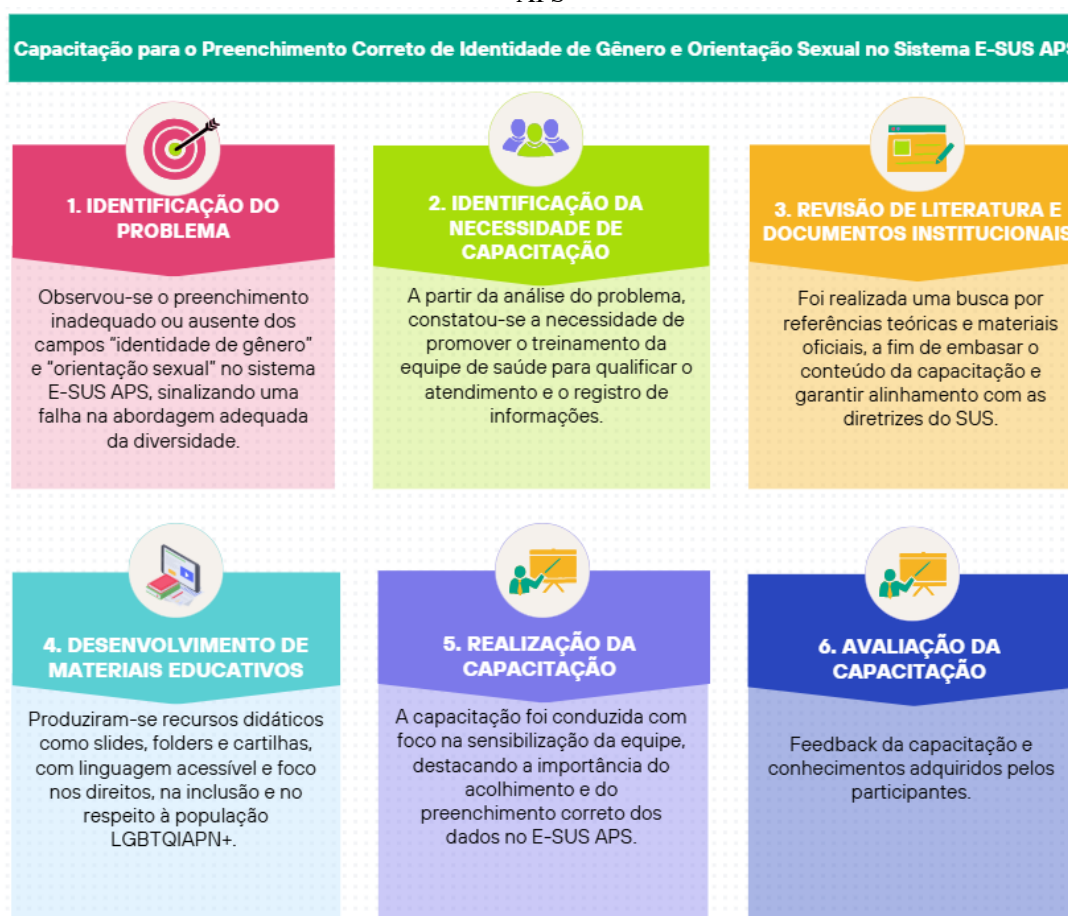 APS
Capacitação para o Preenchimento Correto de Identidade de Gênero e Orientação Sexual no Sistema E-SUS APS
1. IDENTIFICAÇÃO DO
PROBLEMA
Observou-se o preenchimento
inadequado ou ausente dos
campos "identidade de gênero"
e "orientação sexual" no sistema
E-SUS APS, sinalizando uma
falha na abordagem adequada
da diversidade.
2. IDENTIFICAÇÃO DA
NECESSIDADE DE
CAPACITAÇÃO
A partir da análise do problema,
constatou-se a necessidade de
promover o treinamento da
equipe de saúde para qualificar o
atendimento e o registro de
informações.
3. REVISÃO DE LITERATURA E
DOCUMENTOS INSTITUCIONAIS
Foi realizada uma busca por
referências teóricas e materiais
oficiais, a fim de embasar o
conteúdo da capacitação e
garantir alinhamento com as
diretrizes do SUS.
4. DESENVOLVIMENTO DE
MATERIAIS EDUCATIVOS
Produziram-se recursos didáticos
como slides, folders e cartilhas,
com linguagem acessível e foco
nos direitos, na inclusão e no
respeito à população
LGBTQIAPN+.
5. REALIZAÇÃO DA
CAPACITAÇÃO
A capacitação foi conduzida com
foco na sensibilização da equipe,
destacando a importância do
acolhimento e do
preenchimento correto dos
dados no E-SUS APS.
6. AVALIAÇÃO DA
CAPACITAÇÃO
Feedback da capacitação e
conhecimentos adquiridos pelos
participantes.